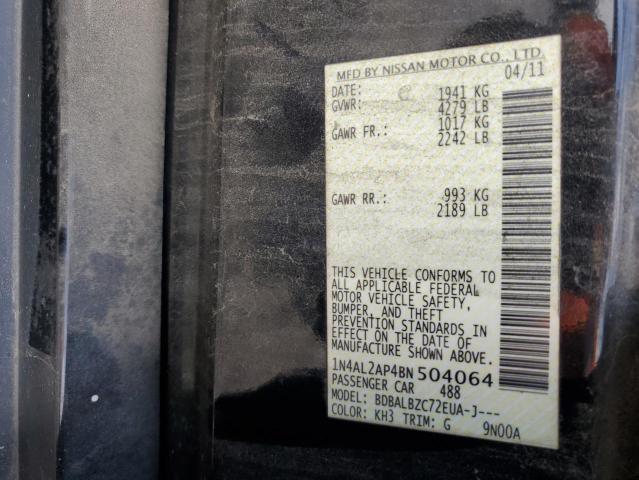 MFD BY NISSAN MOTOR CO., LTD.
DATE: 04/11
GVWR: 1941 KG
4279 LB
GAWR FR.: 1017 KG
2242 LB
GAWR RR.: 993 KG
2189 LB
THIS VEHICLE CONFORMS TO
ALL APPLICABLE FEDERAL
MOTOR VEHICLE SAFETY,
BUMPER, AND THEFT
PREVENTION STANDARDS IN
EFFECT ON THE DATE OF
MANUFACTURE SHOWN ABOVE.
1N4AL2AP4BN504064
PASSENGER CAR 488
MODEL: BDBALBZC72EUA-J---
COLOR: KH3 TRIM: G 9N00A